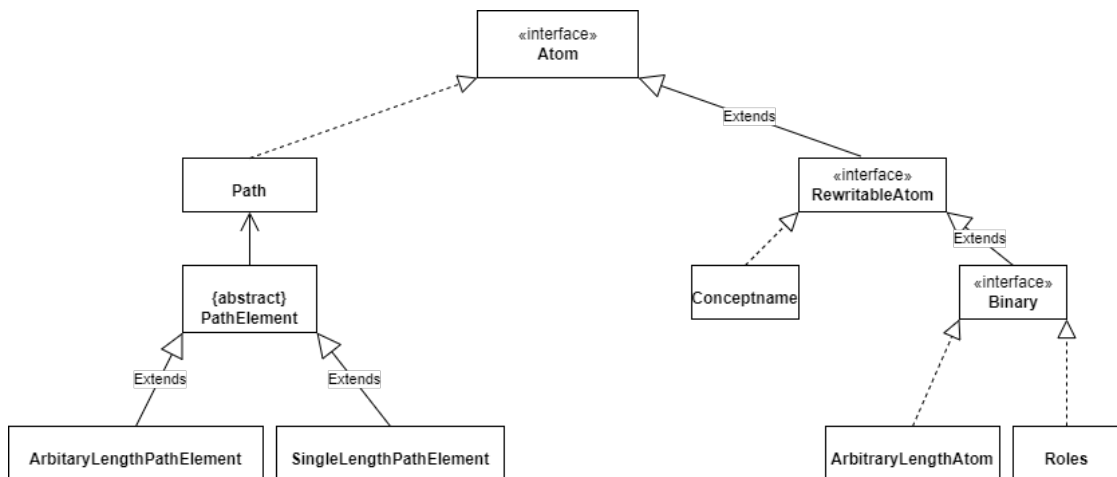 «interface»
Atom
Extends
Path
«interface»
RewritableAtom
Extends
{abstract}
PathElement
Conceptname
«interface»
Binary
Extends
Extends
ArbitaryLengthPathElement
SingleLengthPathElement
ArbitraryLengthAtom
Roles